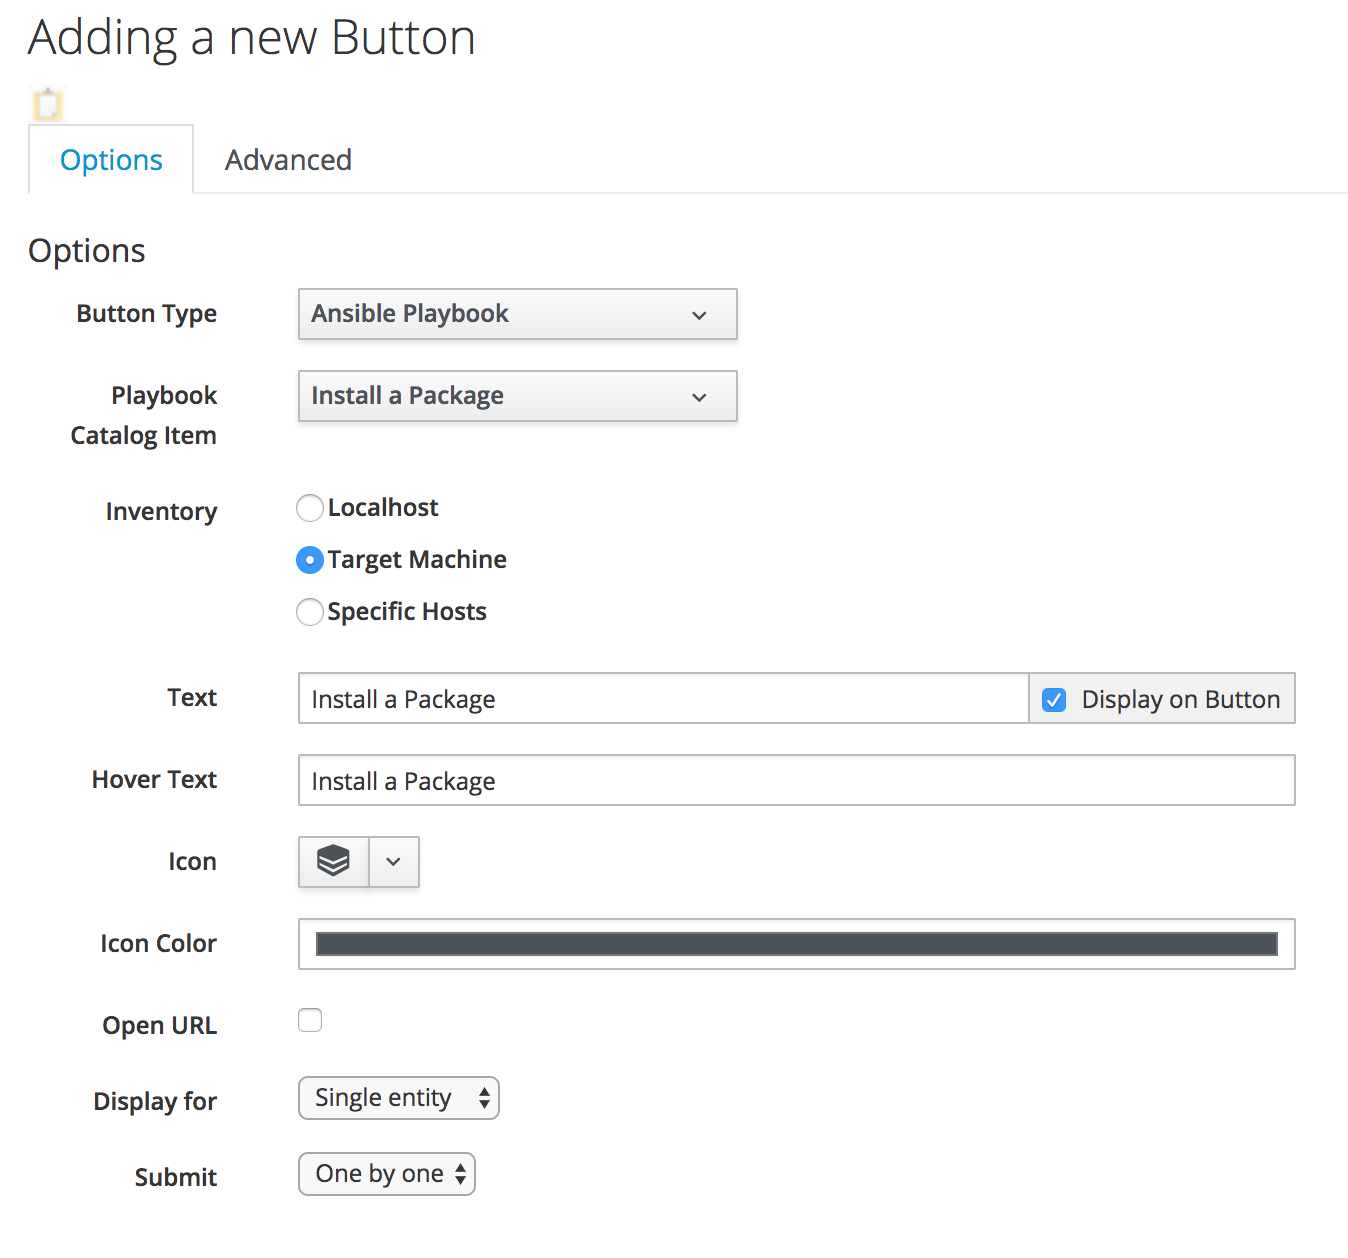 Adding a new Button
Options Advanced
Options
Button Type Ansible Playbook
Playbook Catalog Item Install a Package
Inventory Localhost
Target Machine
Specific Hosts
Text Install a Package Display on Button
Hover Text Install a Package
Icon
Icon Color
Open URL
Display for Single entity
Submit One by one